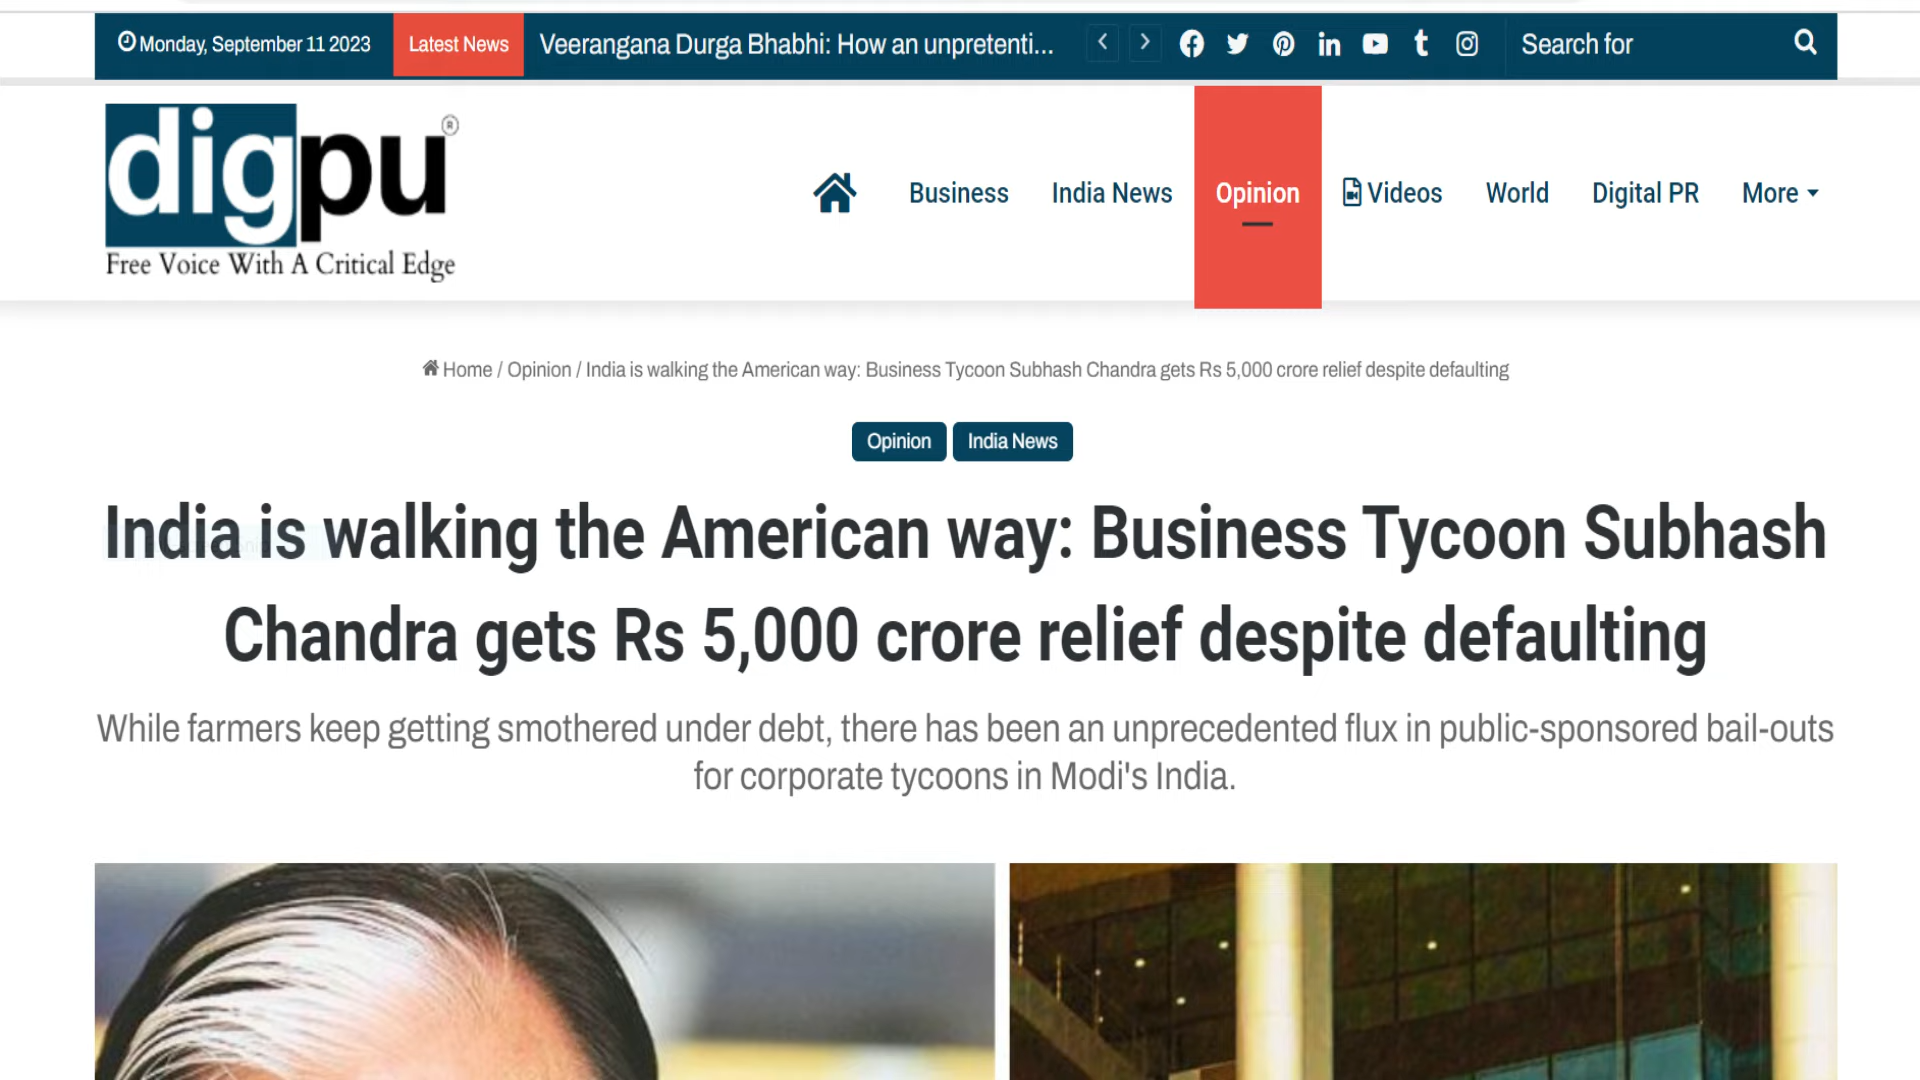 Monday, September 11 2023 Latest News Veerangana Durga Bhabhi: How an unpretenti... Search for
digpu®
Free Voice With A Critical Edge
Business India News Opinion Videos World Digital PR More
Home / Opinion / India is walking the American way: Business Tycoon Subhash Chandra gets Rs 5,000 crore relief despite defaulting
Opinion India News
India is walking the American way: Business Tycoon Subhash
Chandra gets Rs 5,000 crore relief despite defaulting
While farmers keep getting smothered under debt, there has been an unprecedented flux in public-sponsored bail-outs
for corporate tycoons in Modi's India.